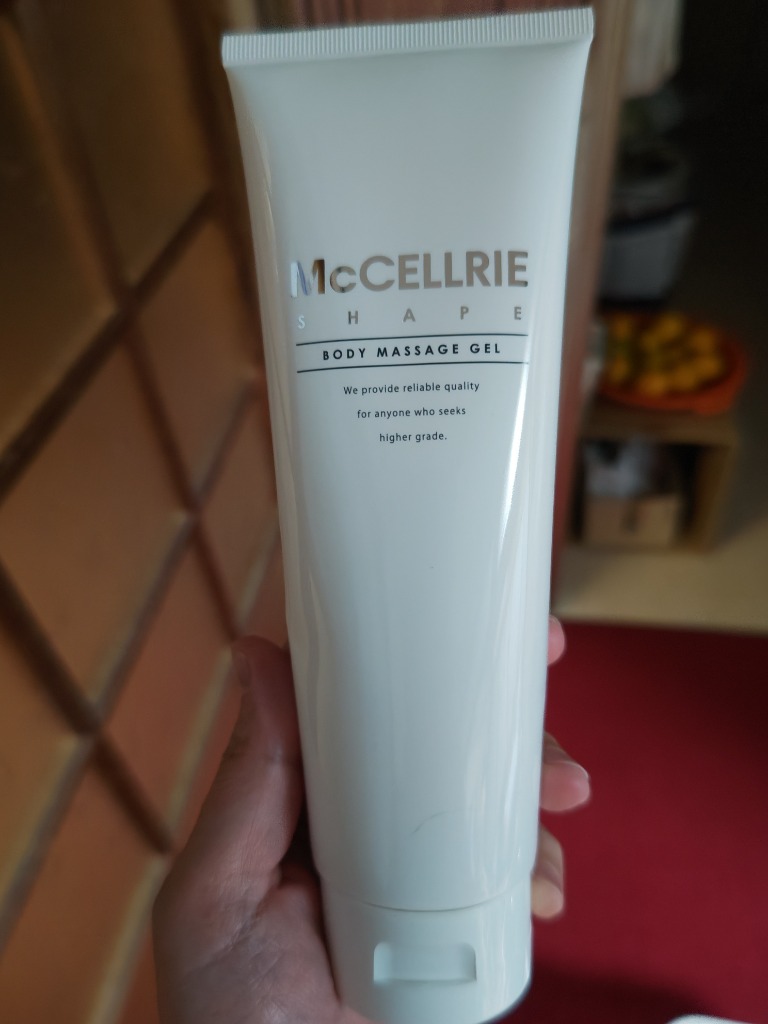 McCELLRIE
SHAPE
BODY MASSAGE GEL
We provide reliable quality
for anyone who seeks
higher grade.